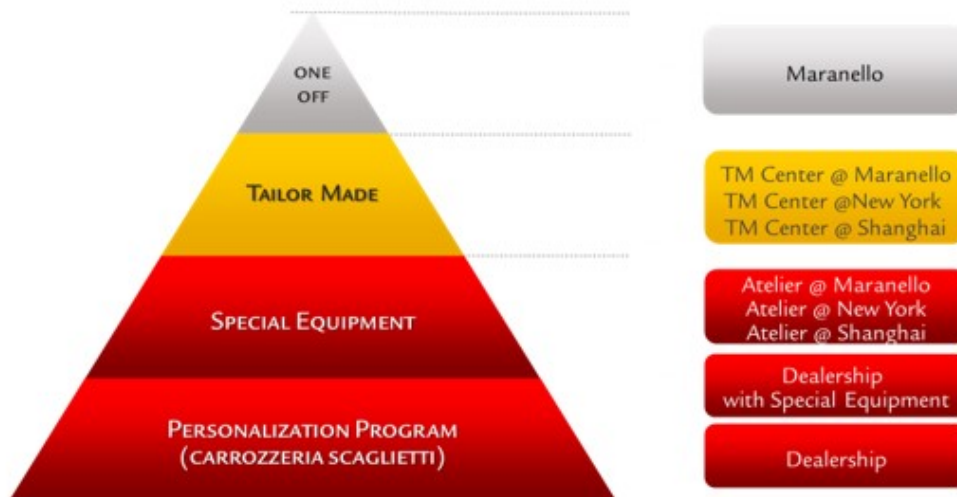 ONE
OFF
TAILOR MADE
SPECIAL EQUIPMENT
PERSONALIZATION PROGRAM
(CARROZZERIA SCAGLIETTI)
Maranello
TM Center @ Maranello
TM Center @New York
TM Center @ Shanghai
Atelier @ Maranello
Atelier @ New York
Atelier @ Shanghai
Dealership
with Special Equipment
Dealership